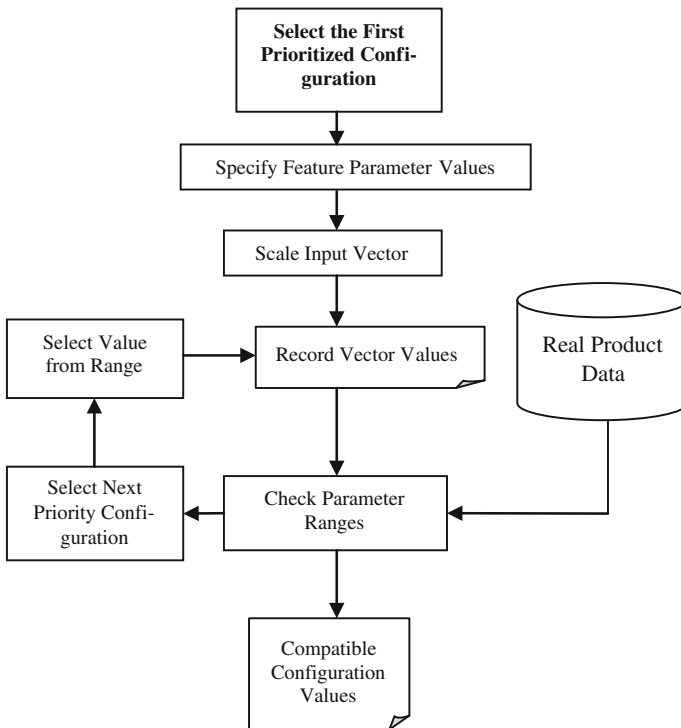 Select the First
Prioritized Confi-
guration
Specify Feature Parameter Values
Scale Input Vector
Select Value
from Range
Record Vector Values
Real Product
Data
Select Next
Priority Confi-
guration
Check Parameter
Ranges
Compatible
Configuration
Values